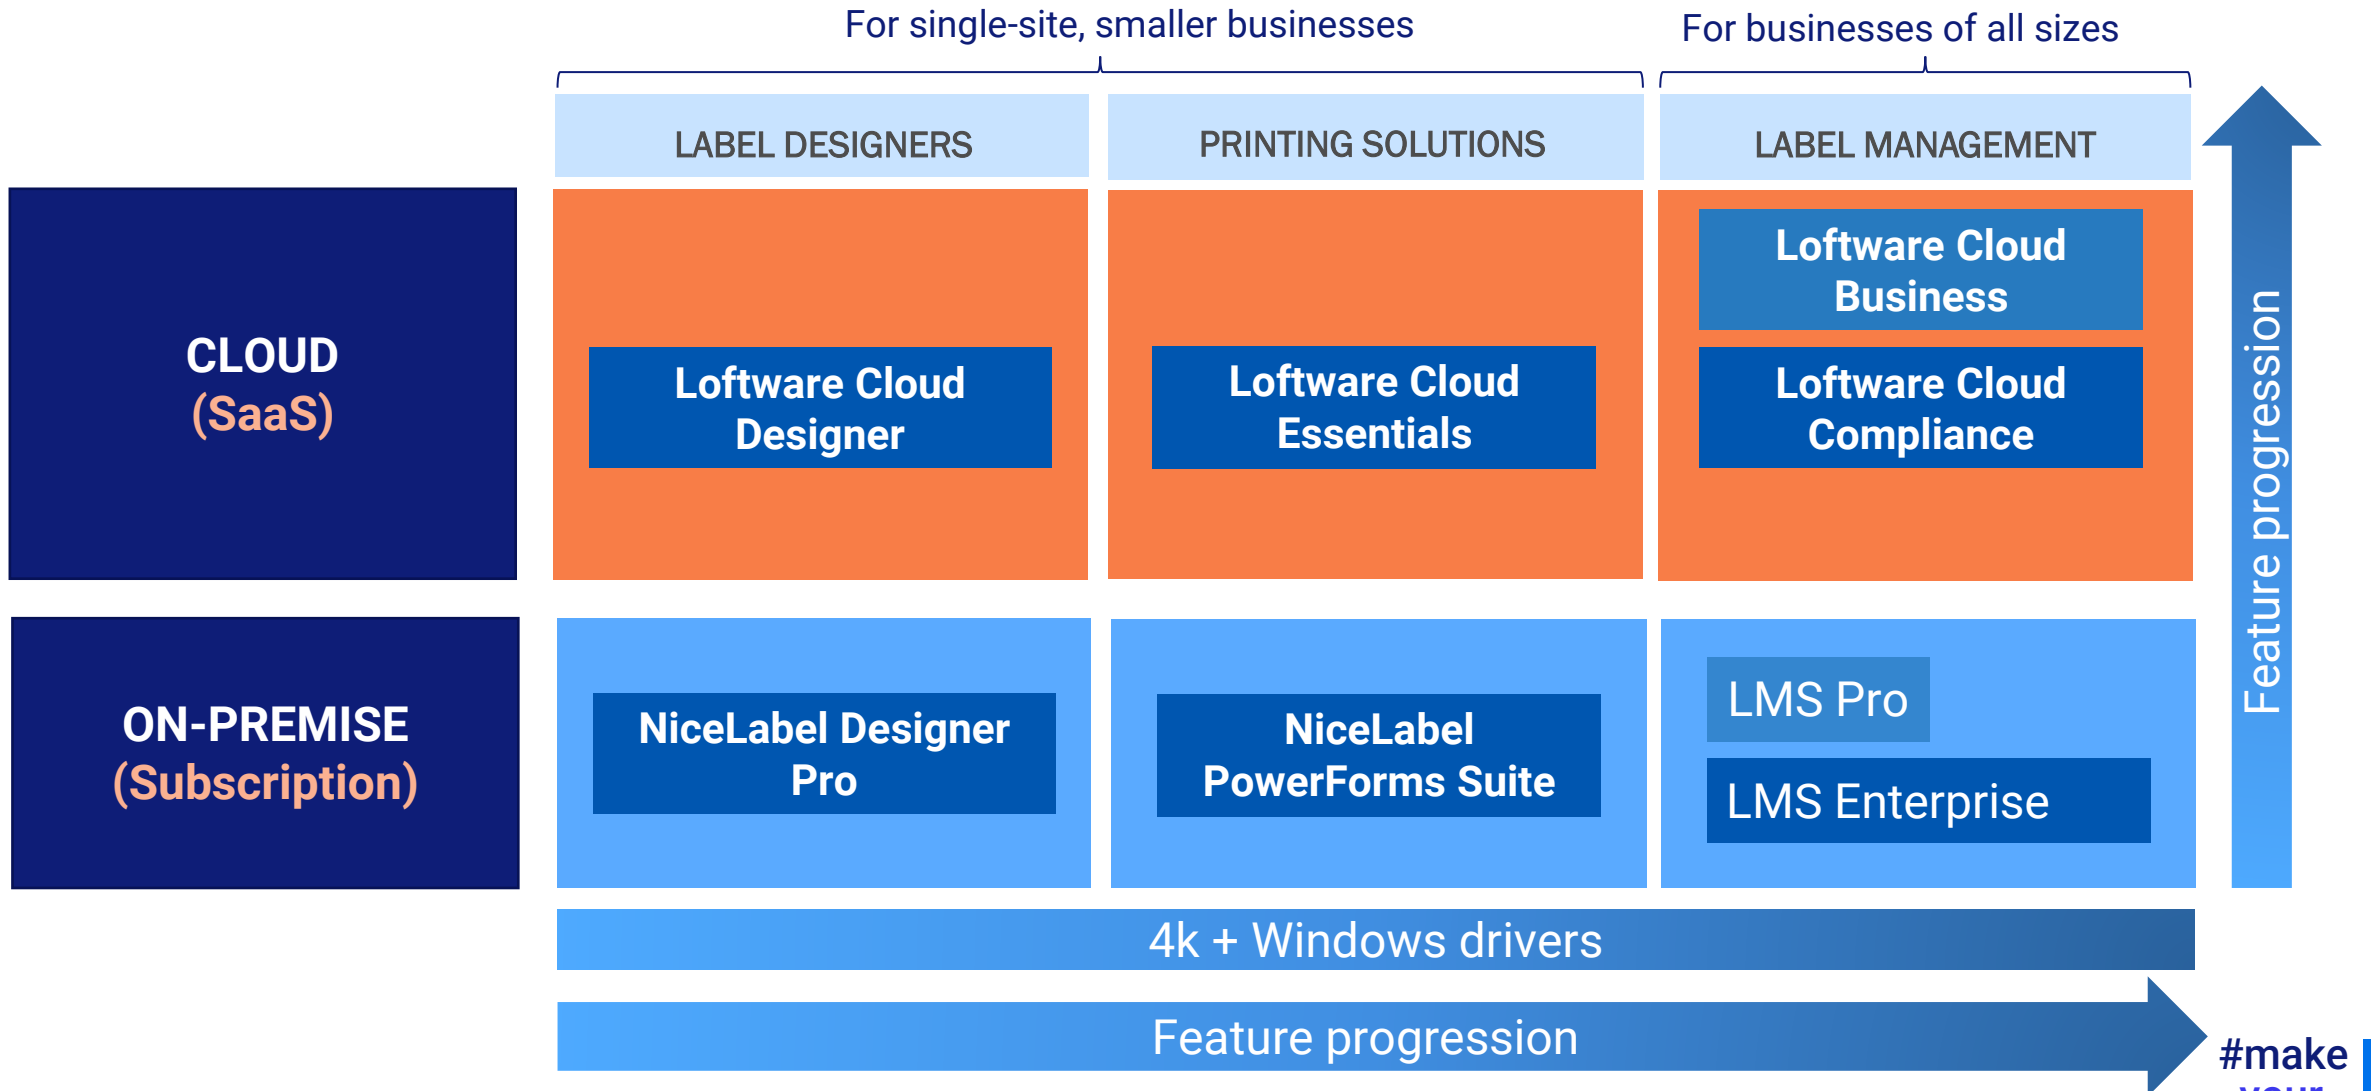 For single-site, smaller businesses
For businesses of all sizes
LABEL DESIGNERS
PRINTING SOLUTIONS
LABEL MANAGEMENT
CLOUD
(SaaS)
Loftware Cloud
Designer
Loftware Cloud
Essentials
Loftware Cloud
Business
Loftware Cloud
Compliance
Feature progression
ON-PREMISE
(Subscription)
NiceLabel Designer
Pro
NiceLabel
PowerForms Suite
LMS Pro
LMS Enterprise
4k + Windows drivers
Feature progression
#make
your